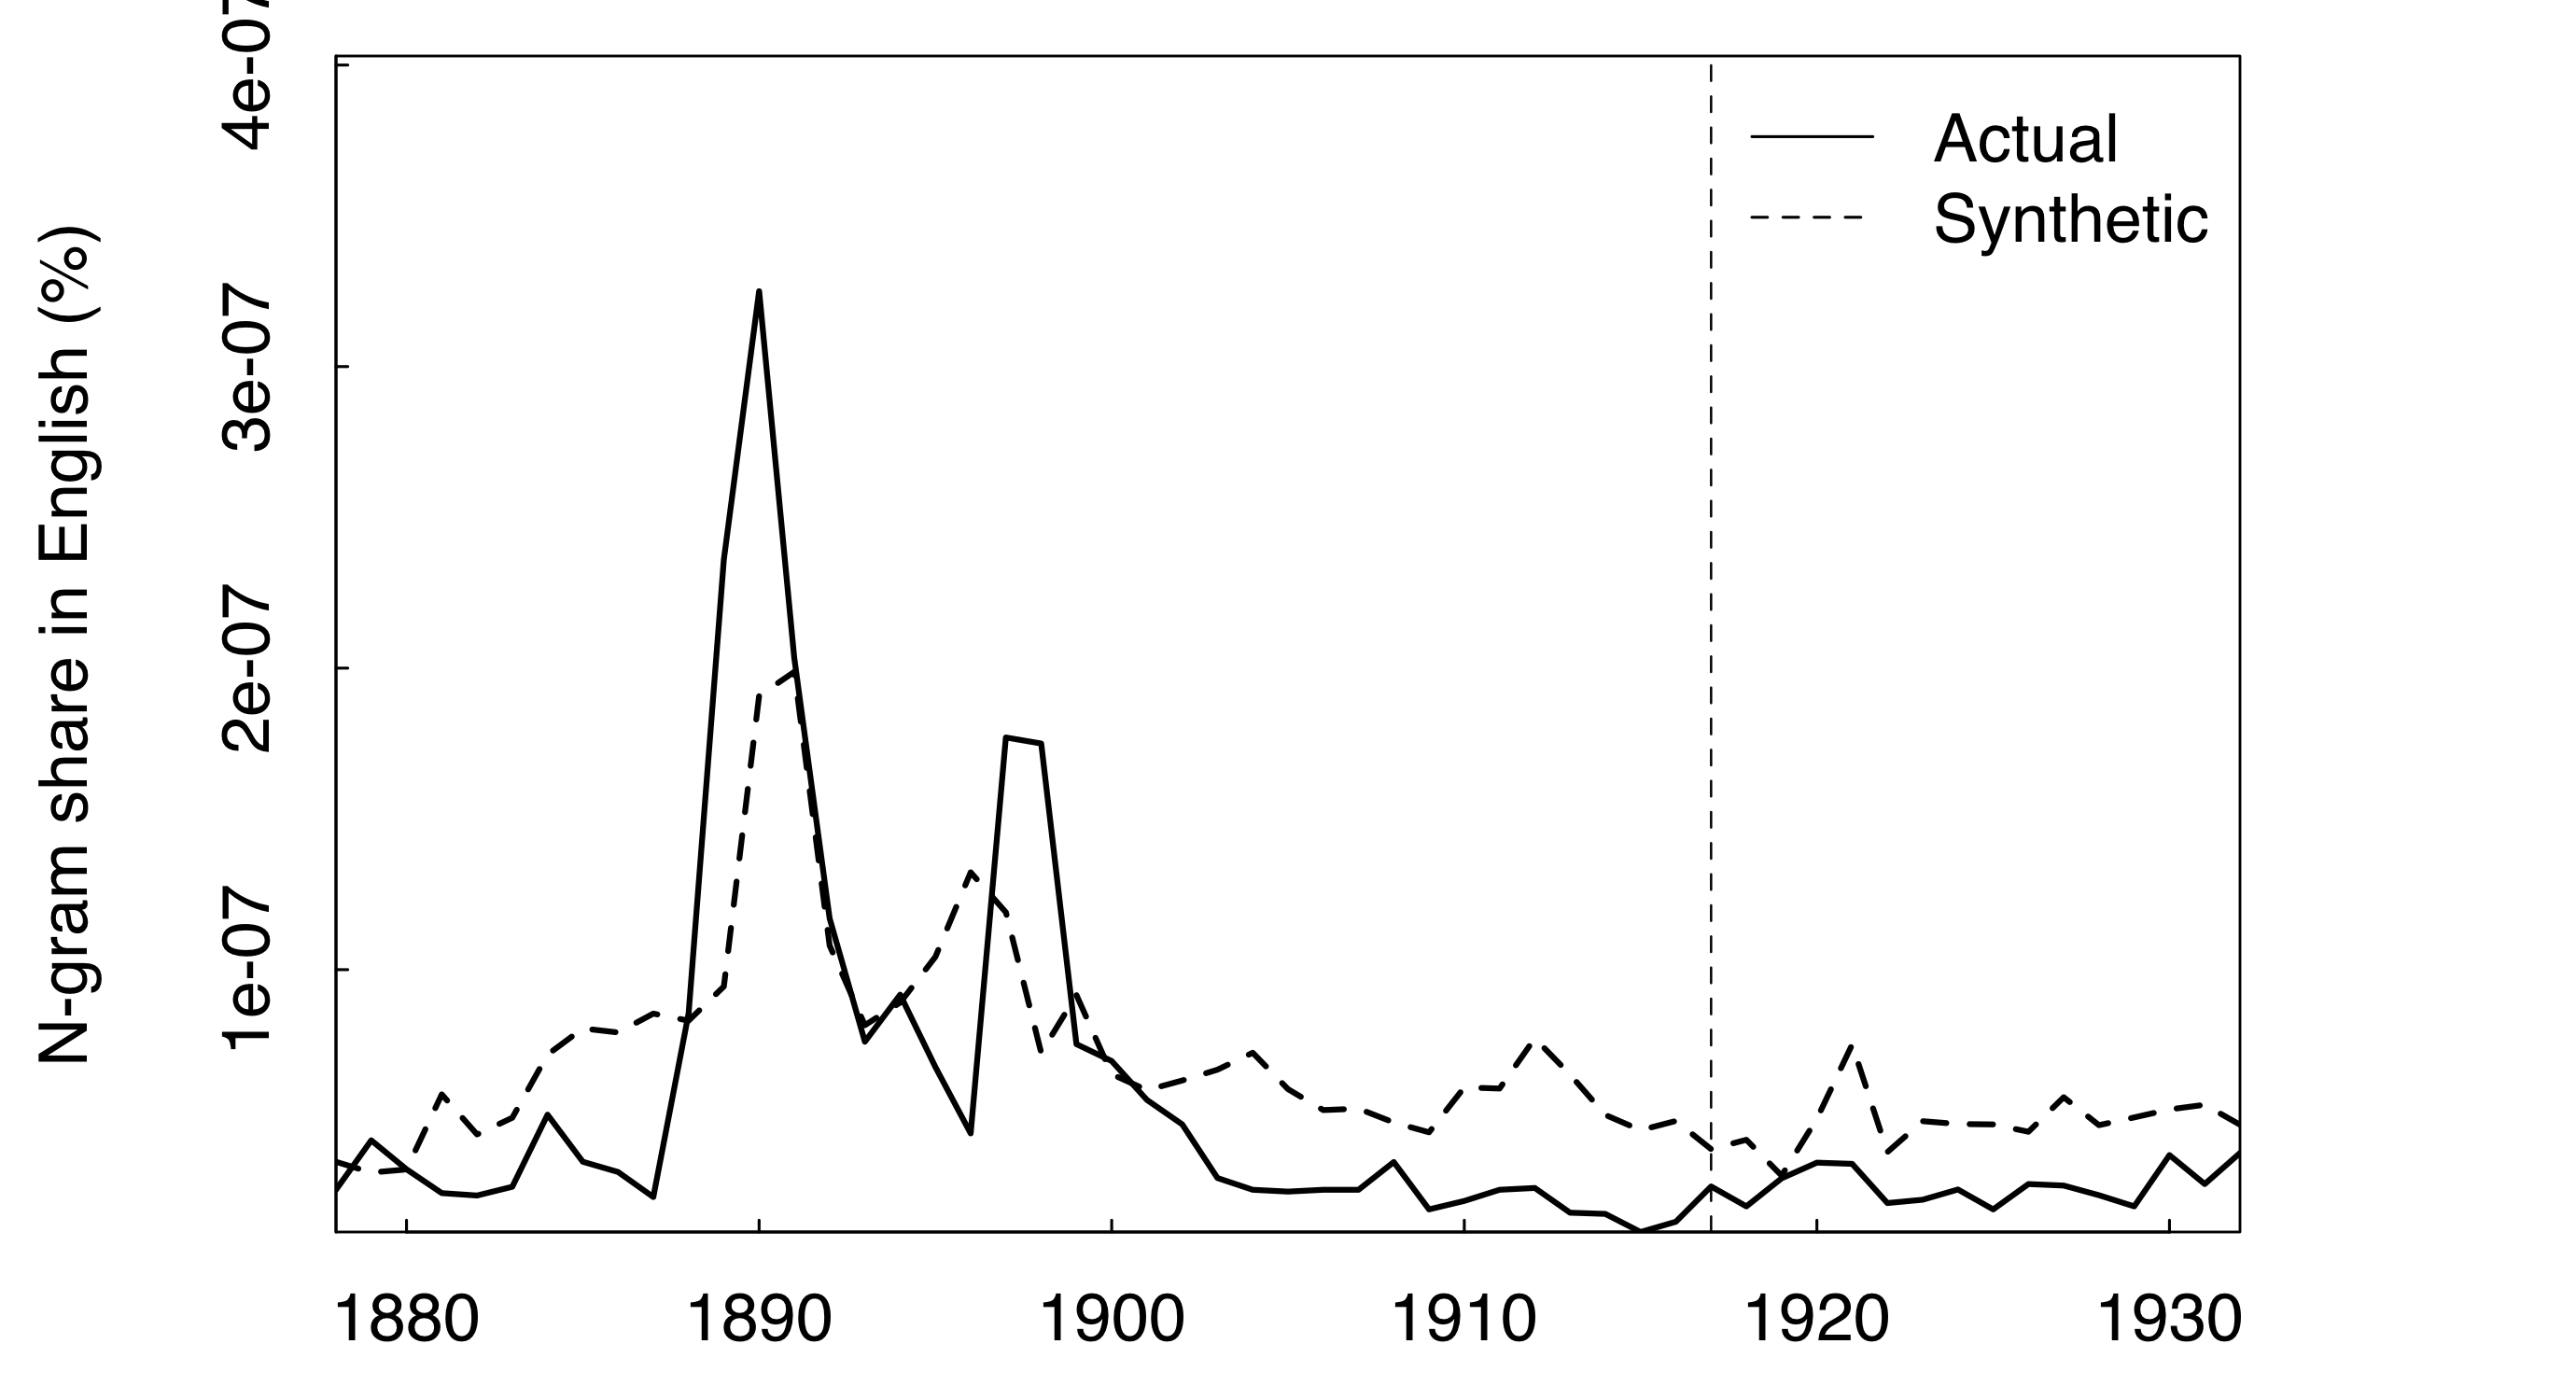 N-gram share in English (%)
4e-07
3e-07
2e-07
1e-07
Actual
Synthetic
1880 1890 1900 1910 1920 1930